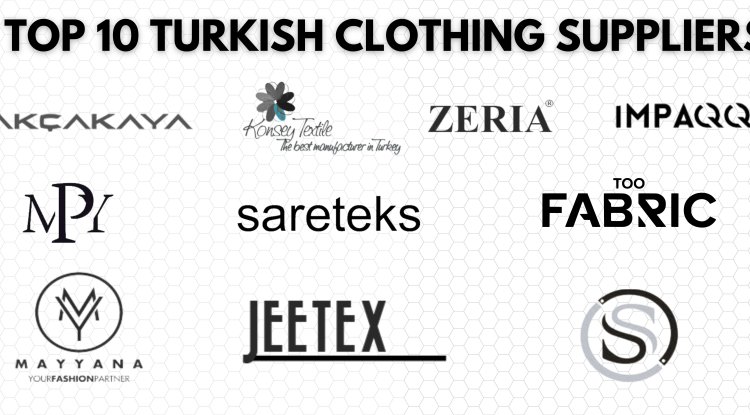 TOP 10 TURKISH CLOTHING SUPPLIERS
AKÇAKAYA
Konsey Textile
The best manufacturer in Turkey
ZERIA®
IMPAQQ
MPY
sareteks
TOO
FABRIC
MAYYANA
YOURFASHIONPARTNER
JEETEX
S